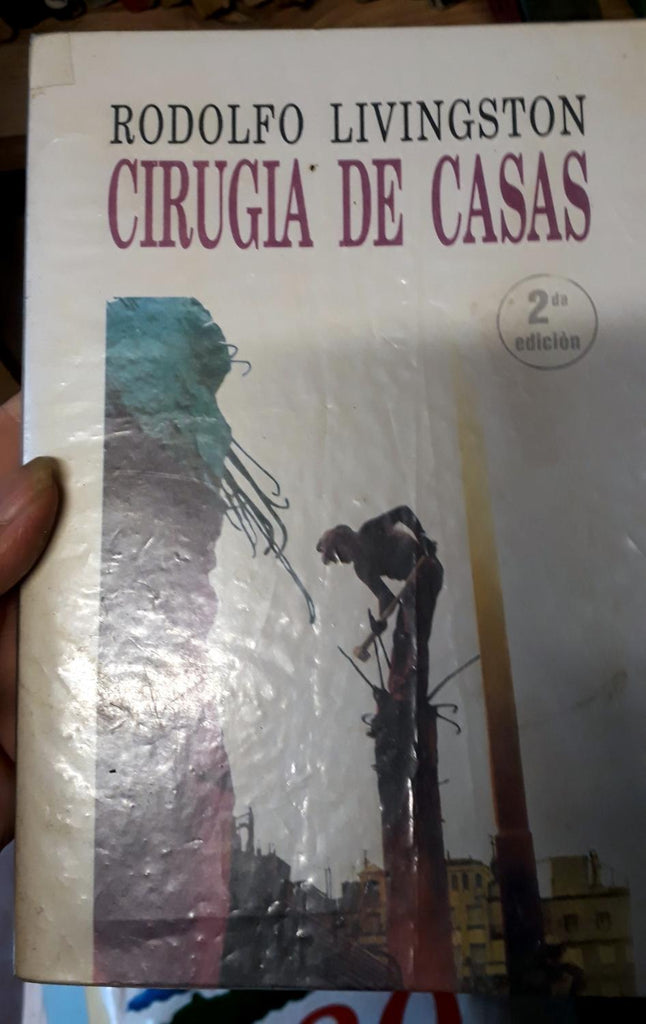 RODOLFO LIVINGSTON
CIRUGIA DE CASAS
2da
edición